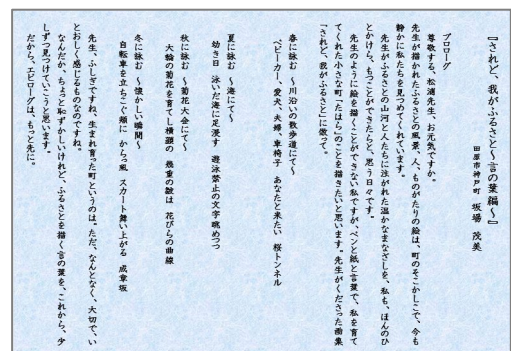 『されど、我がふるさと～言の葉編～』
田原市神戸町 坂場 茂美
プロローグ
尊敬する、松浦先生、お元気ですか。
先生が描かれたふるさとの風景、人、ものがたりの絵は、町のそこかしこで、今も
静かに私たちを見つめてくれています。
先生がふるさとの山河と人たちに注がれた温かなまなざしを、私も、ほんのひ
とかけら、もつことができたらと、思う日々です。
先生のように絵を描くことができない私ですが、ペンと紙と言葉で、私を育て
てくれた小さな町「たはら」のことを描きたいと思います。先生がくださった画集
「されど、我がふるさと」に倣って。
春に詠む ～川沿いの散歩道にて～
ベビーカー、愛犬、夫婦、車椅子 あなたと来たい 桜トンネル
夏に詠む ～海にて～
幼き日 泳いだ海に足浸す 遊泳禁止の文字眺めつつ
秋に詠む ～菊花大会にて～
大輪の菊花を育てし横顔の 幾重の皺は 花びらの曲線
冬に詠む ～懐かしい瞬間～
自転車を立ちこぐ頬に からっ風 スカート舞い上がる 成章坂
先生、ふしぎですね、生まれ育った町というのは。ただ、なんとなく、大切で、い
とおしく感じるものなのですね。
なんだか、ちょっと恥ずかしいけれど、ふるさとを描く言の葉を、これから、少
しずつ見つけていこうと思います。
だから、エピローグは、もっと先に。